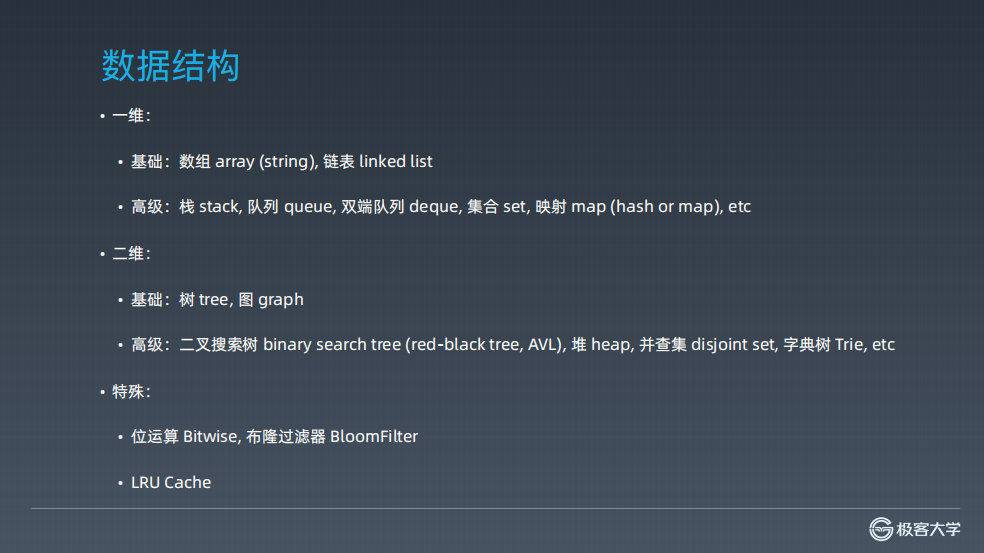 数据结构
• 一维：
• 基础：数组 array (string), 链表 linked list
• 高级：栈 stack, 队列 queue, 双端队列 deque, 集合 set, 映射 map (hash or map), etc
• 二维：
• 基础：树 tree, 图 graph
• 高级：二叉搜索树 binary search tree (red-black tree, AVL), 堆 heap, 并查集 disjoint set, 字典树 Trie, etc
• 特殊：
• 位运算 Bitwise, 布隆过滤器 BloomFilter
• LRU Cache
极客大学